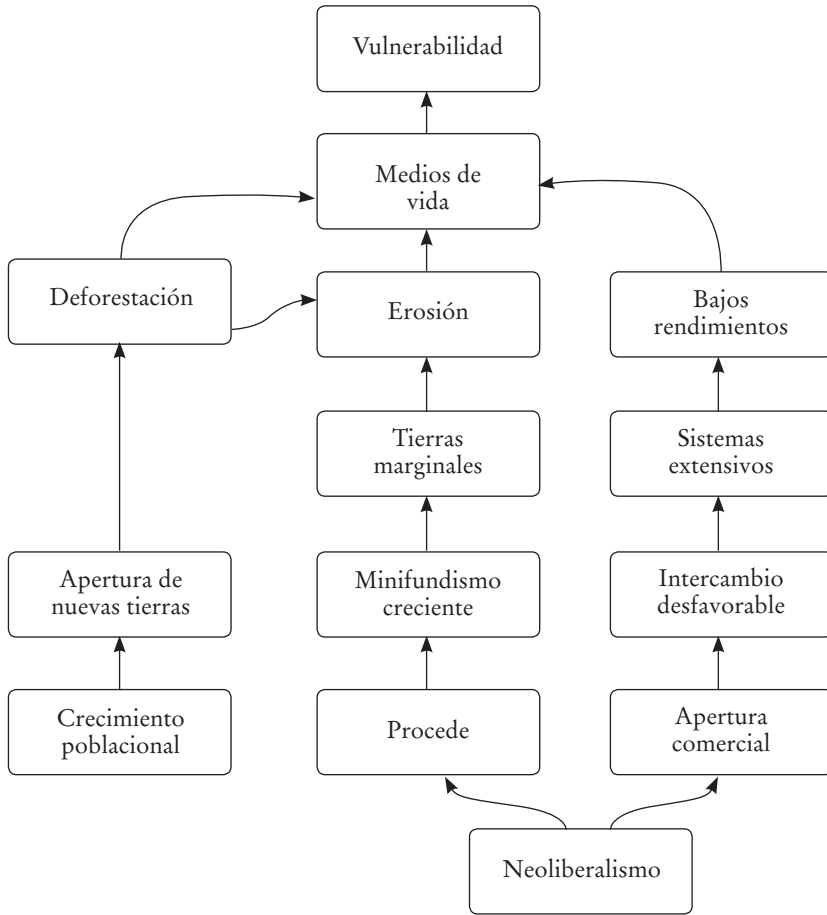 Vulnerabilidad
Medios de
vida
Deforestación
Erosión
Bajos
rendimientos
Tierras
marginales
Sistemas
extensivos
Apertura de
nuevas tierras
Minifundismo
creciente
Intercambio
desfavorable
Crecimiento
poblacional
Procede
Apertura
comercial
Neoliberalismo